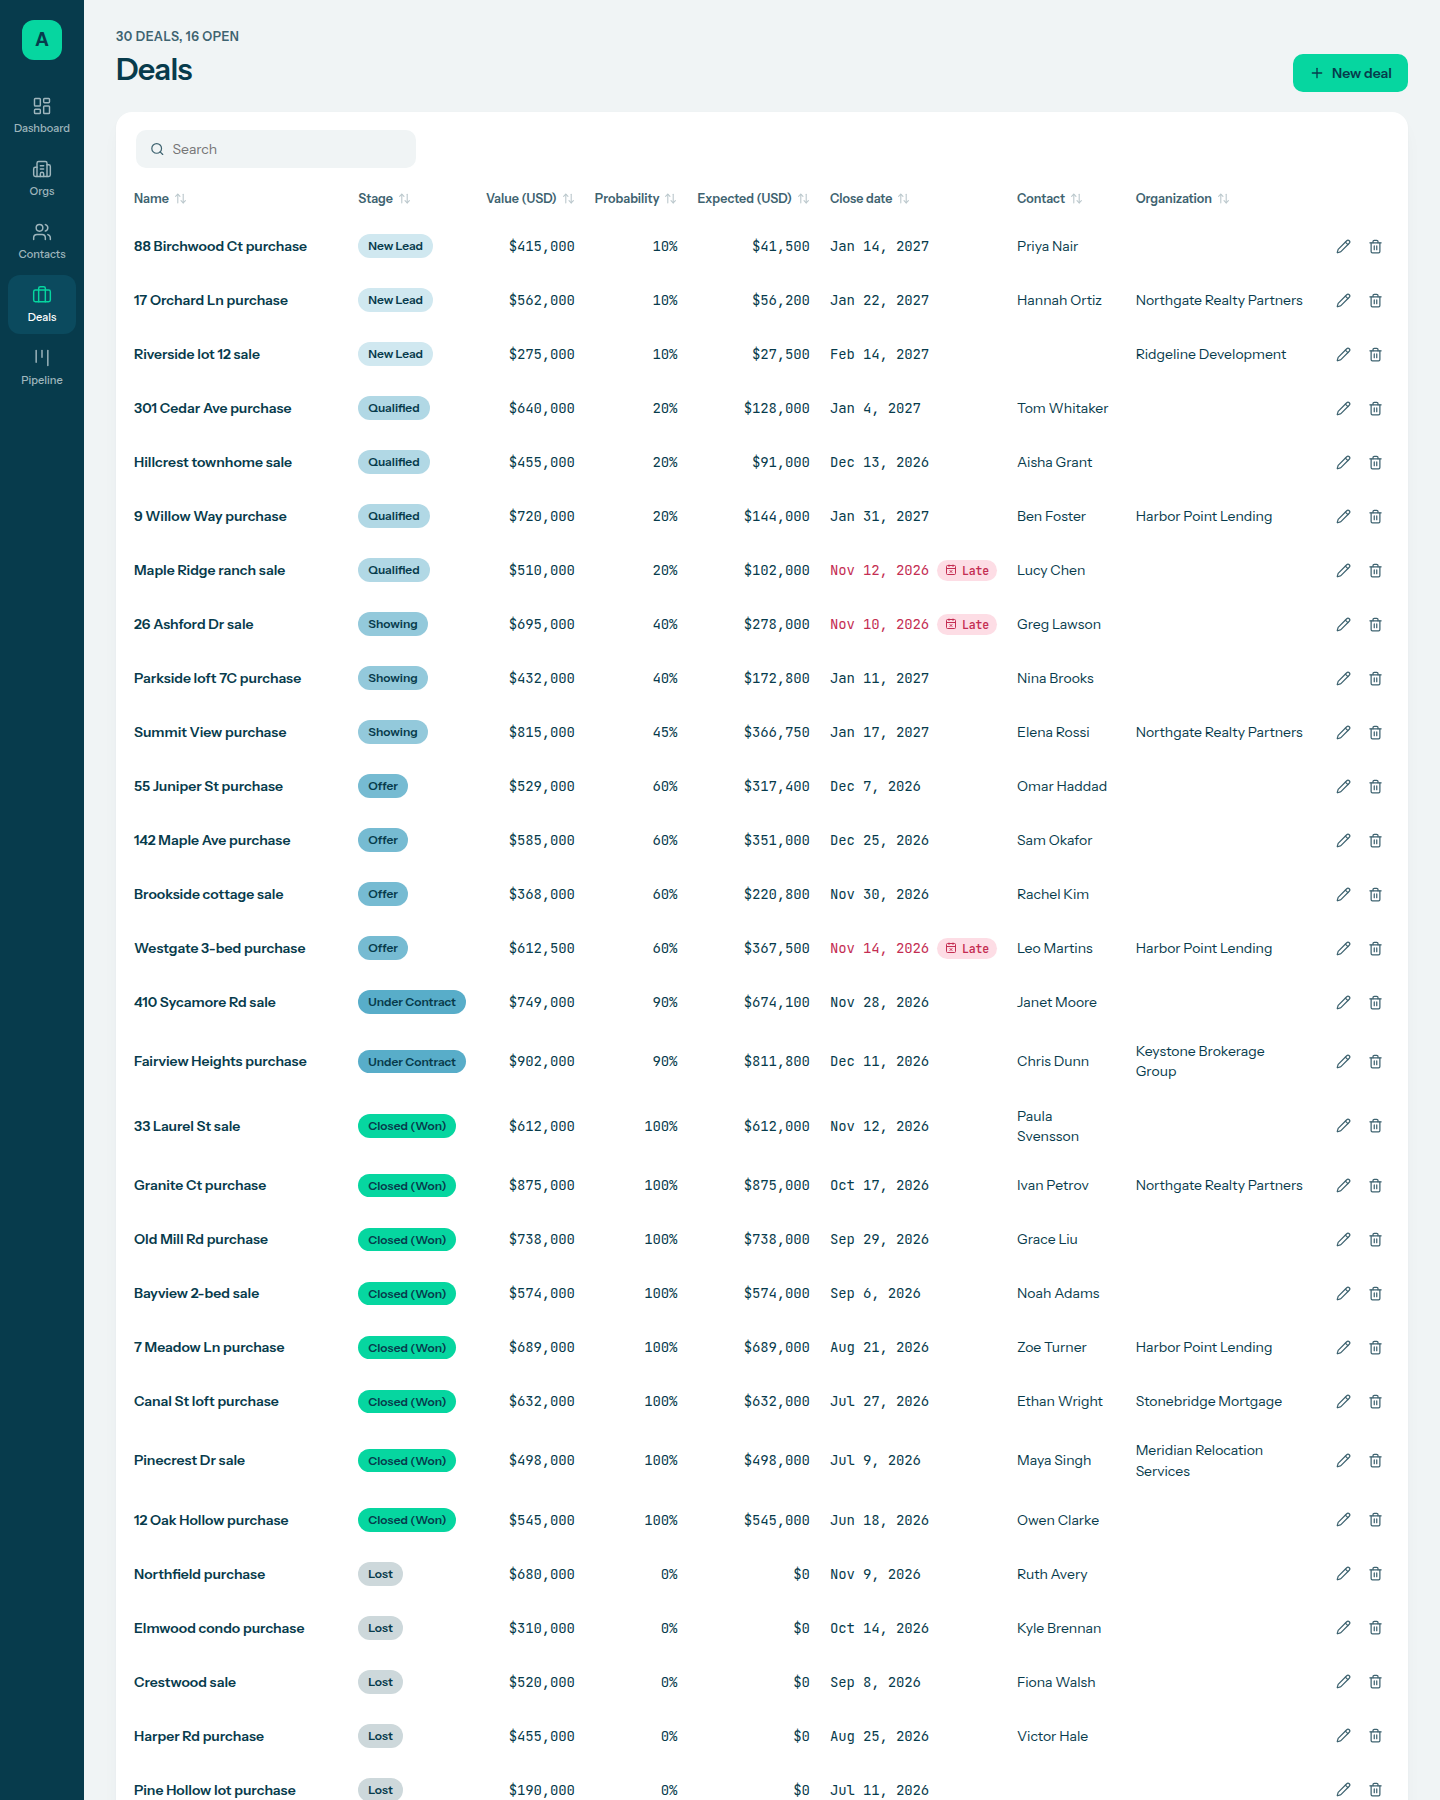 A
Dashboard
Orgs
Contacts
Deals
Pipeline
30 DEALS, 16 OPEN
Deals
New deal
Search
Name Stage Value (USD) Probability Expected (USD) Close date Contact Organization
88 Birchwood Ct purchase New Lead $415,000 10% $41,500 Jan 14, 2027 Priya Nair
17 Orchard Ln purchase New Lead $562,000 10% $56,200 Jan 22, 2027 Hannah Ortiz Northgate Realty Partners
Riverside lot 12 sale New Lead $275,000 10% $27,500 Feb 14, 2027 Ridgeline Development
301 Cedar Ave purchase Qualified $640,000 20% $128,000 Jan 4, 2027 Tom Whitaker
Hillcrest townhome sale Qualified $455,000 20% $91,000 Dec 13, 2026 Aisha Grant
9 Willow Way purchase Qualified $720,000 20% $144,000 Jan 31, 2027 Ben Foster Harbor Point Lending
Maple Ridge ranch sale Qualified $510,000 20% $102,000 Nov 12, 2026 Late Lucy Chen
26 Ashford Dr sale Showing $695,000 40% $278,000 Nov 10, 2026 Late Greg Lawson
Parkside loft 7C purchase Showing $432,000 40% $172,800 Jan 11, 2027 Nina Brooks
Summit View purchase Showing $815,000 45% $366,750 Jan 17, 2027 Elena Rossi Northgate Realty Partners
55 Juniper St purchase Offer $529,000 60% $317,400 Dec 7, 2026 Omar Haddad
142 Maple Ave purchase Offer $585,000 60% $351,000 Dec 25, 2026 Sam Okafor
Brookside cottage sale Offer $368,000 60% $220,800 Nov 30, 2026 Rachel Kim
Westgate 3-bed purchase Offer $612,500 60% $367,500 Nov 14, 2026 Late Leo Martins Harbor Point Lending
410 Sycamore Rd sale Under Contract $749,000 90% $674,100 Nov 28, 2026 Janet Moore
Fairview Heights purchase Under Contract $902,000 90% $811,800 Dec 11, 2026 Chris Dunn Keystone Brokerage
Group
33 Laurel St sale Closed (Won) $612,000 100% $612,000 Nov 12, 2026 Paula
Svensson
Granite Ct purchase Closed (Won) $875,000 100% $875,000 Oct 17, 2026 Ivan Petrov Northgate Realty Partners
Old Mill Rd purchase Closed (Won) $738,000 100% $738,000 Sep 29, 2026 Grace Liu
Bayview 2-bed sale Closed (Won) $574,000 100% $574,000 Sep 6, 2026 Noah Adams
7 Meadow Ln purchase Closed (Won) $689,000 100% $689,000 Aug 21, 2026 Zoe Turner Harbor Point Lending
Canal St loft purchase Closed (Won) $632,000 100% $632,000 Jul 27, 2026 Ethan Wright Stonebridge Mortgage
Pinecrest Dr sale Closed (Won) $498,000 100% $498,000 Jul 9, 2026 Maya Singh Meridian Relocation
Services
12 Oak Hollow purchase Closed (Won) $545,000 100% $545,000 Jun 18, 2026 Owen Clarke
Northfield purchase Lost $680,000 0% $0 Nov 9, 2026 Ruth Avery
Elmwood condo purchase Lost $310,000 0% $0 Oct 14, 2026 Kyle Brennan
Crestwood sale Lost $520,000 0% $0 Sep 8, 2026 Fiona Walsh
Harper Rd purchase Lost $455,000 0% $0 Aug 25, 2026 Victor Hale
Pine Hollow lot purchase Lost $190,000 0% $0 Jul 11, 2026